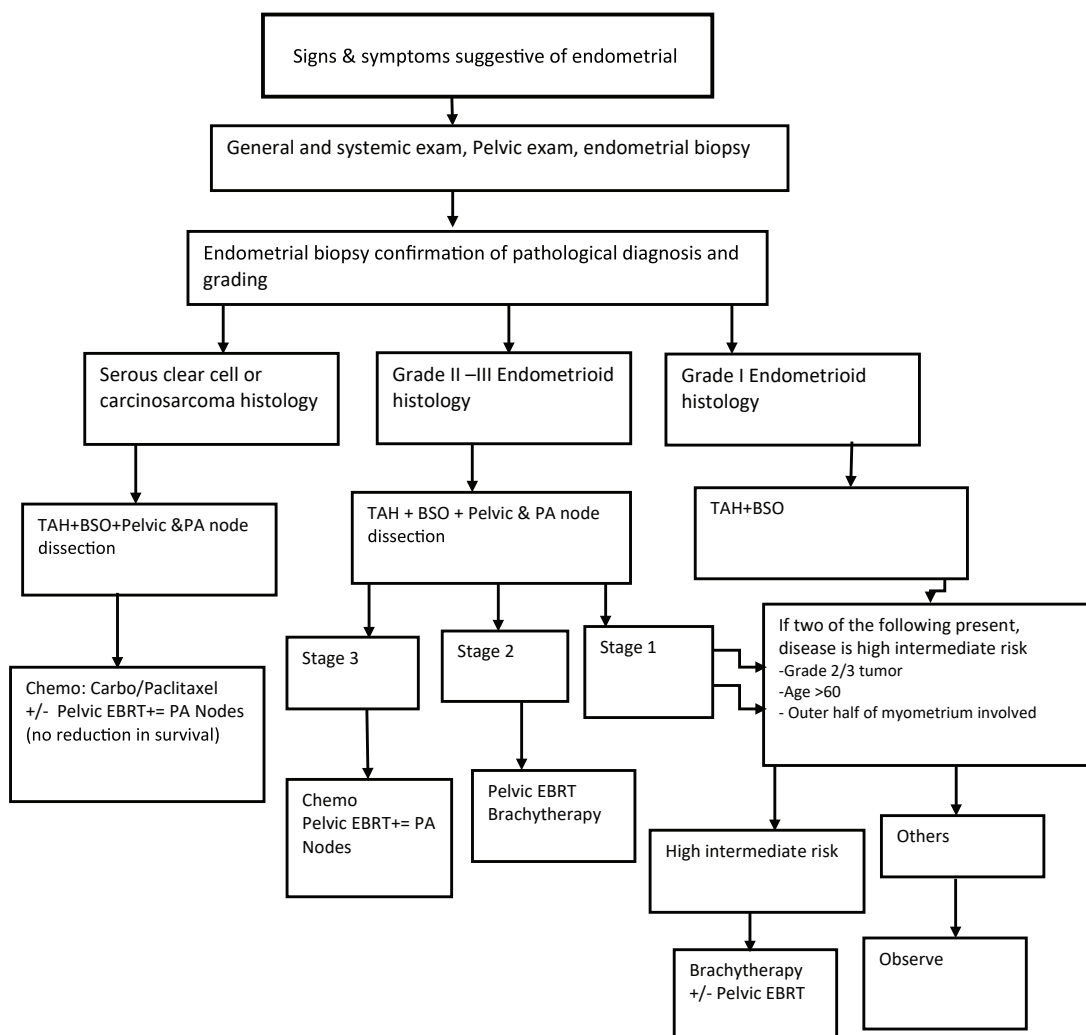 Signs & symptoms suggestive of endometrial
General and systemic exam, Pelvic exam, endometrial biopsy
Endometrial biopsy confirmation of pathological diagnosis and
grading
Serous clear cell or
carcinosarcoma histology
Grade II –III Endometrioid
histology
Grade I Endometrioid
histology
TAH+BSO+Pelvic &PA node
dissection
TAH + BSO + Pelvic & PA node
dissection
TAH+BSO
Stage 3
Stage 2
Stage 1
If two of the following present,
disease is high intermediate risk
-Grade 2/3 tumor
-Age >60
- Outer half of myometrium involved
Chemo: Carbo/Paclitaxel
+/- Pelvic EBRT+= PA Nodes
(no reduction in survival)
Chemo
Pelvic EBRT+= PA
Nodes
Pelvic EBRT
Brachytherapy
High intermediate risk
Others
Brachytherapy
+/- Pelvic EBRT
Observe